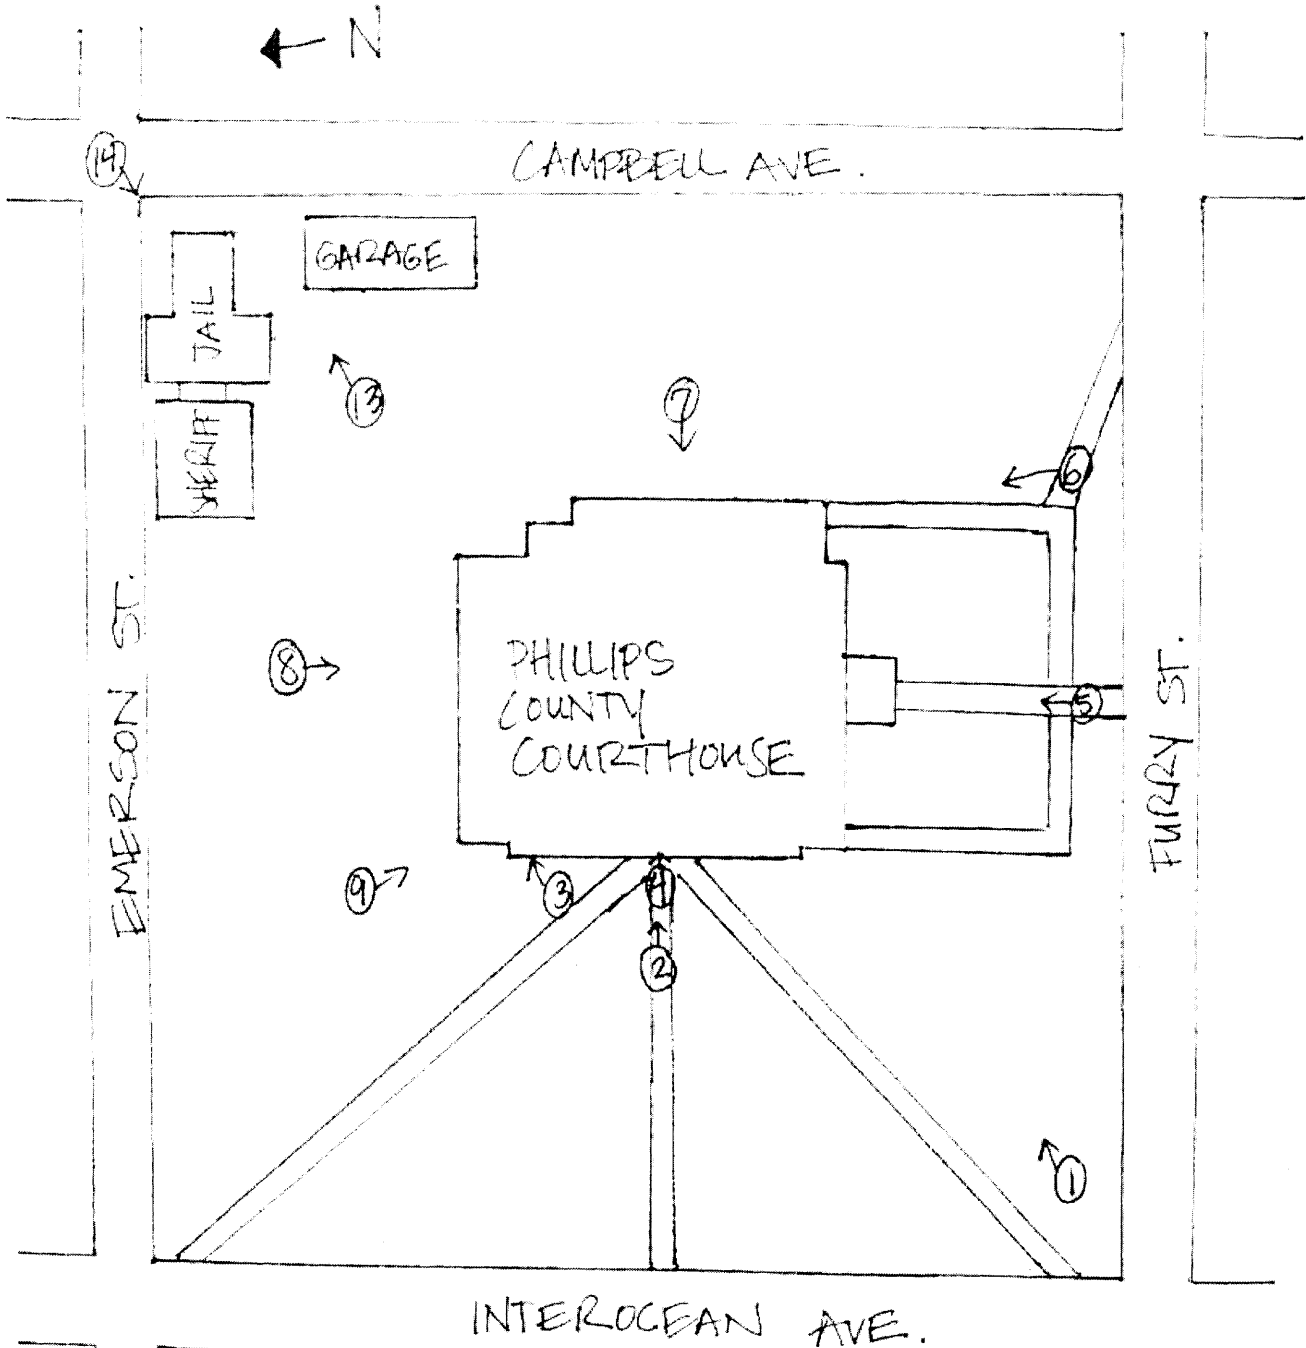 N
CAMPBELL AVE.
14
GARAGE
JAIL
13
7
SHERIFF
6
EMERSON ST.
8
PHILLIPS
COUNTY
COURTHOUSE
5
FURRY ST.
9
3
4
2
1
INTEROCEAN AVE.